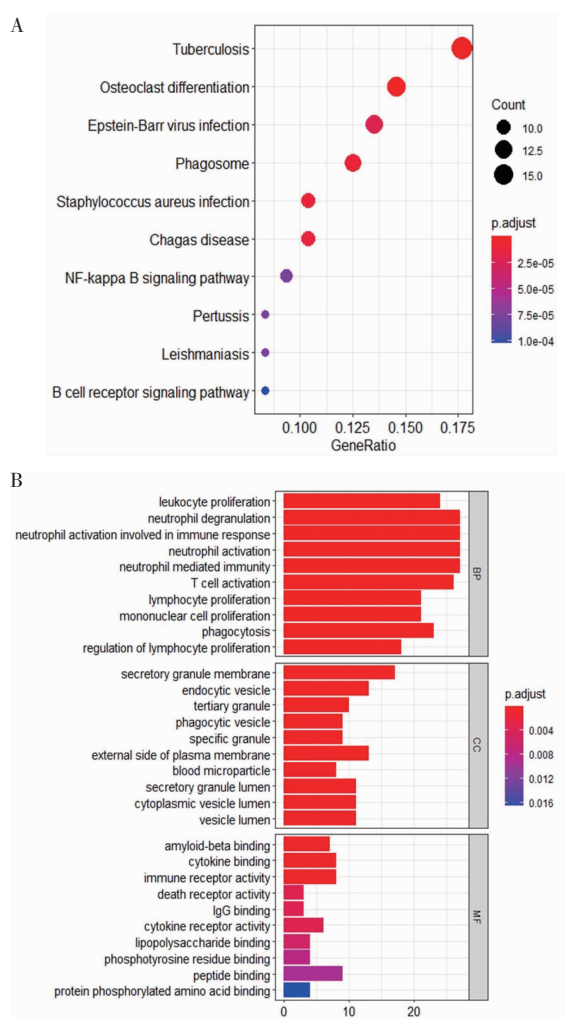 A
Tuberculosis
Osteoclast differentiation
Epstein-Barr virus infection
Phagosome
Staphylococcus aureus infection
Chagas disease
NF-kappa B signaling pathway
Pertussis
Leishmaniasis
B cell receptor signaling pathway
0.100 0.125 0.150 0.175
GeneRatio
Count
10.0
12.5
15.0
p.adjust
2.5e-05
5.0e-05
7.5e-05
1.0e-04
B
leukocyte proliferation
neutrophil degranulation
neutrophil activation involved in immune response
neutrophil activation
neutrophil mediated immunity
T cell activation
lymphocyte proliferation
mononuclear cell proliferation
phagocytosis
regulation of lymphocyte proliferation
BP
secretory granule membrane
endocytic vesicle
tertiary granule
phagocytic vesicle
specific granule
external side of plasma membrane
blood microparticle
secretory granule lumen
cytoplasmic vesicle lumen
vesicle lumen
CC
amyloid-beta binding
cytokine binding
immune receptor activity
death receptor activity
IgG binding
cytokine receptor activity
lipopolysaccharide binding
phosphotyrosine residue binding
peptide binding
protein phosphorylated amino acid binding
MF
0 10 20
p.adjust
0.004
0.008
0.012
0.016